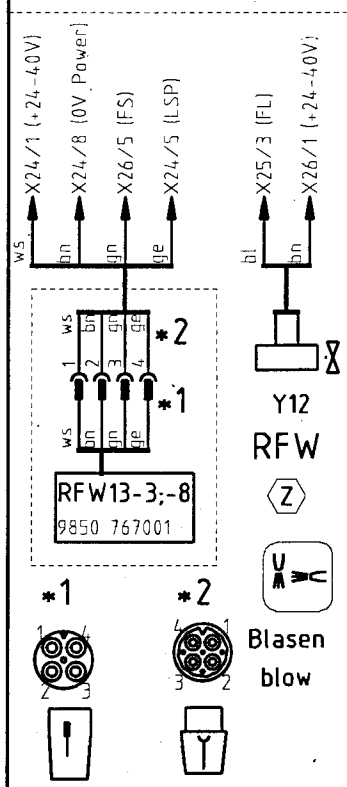 X24/1 (+24-40V)
X24/8 (0V Power)
X26/5 (FS)
X24/5 (LSP)
X25/3 (FL)
X26/1 (+24-40V)
ws
bn
gn
ge
bl
bn
ws
bn
gn
ge
*2
1
2
3
4
*1
ws
bn
gn
ge
Y12
RFW
RFW13-3;-8
9850 767001
Z
*1
*2
1
4
2
3
4
1
3
2
Blasen
blow